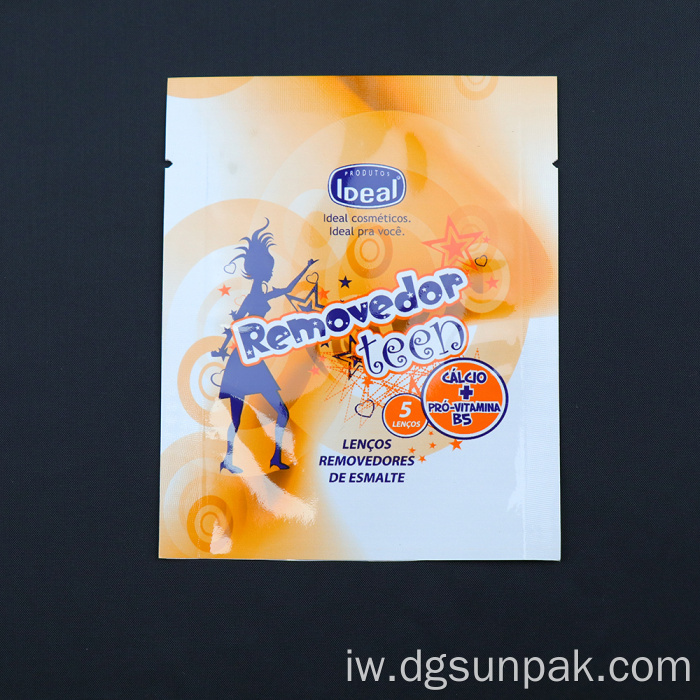 PRODUTOS
Ideal
Ideal cosméticos.
Ideal pra você.
Removedor
teen
CÁLCIO
+
PRÓ-VITAMINA
B5
5
LENÇOS
LENÇOS
REMOVEDORES
DE ESMALTE
iw.dgsunpak.com